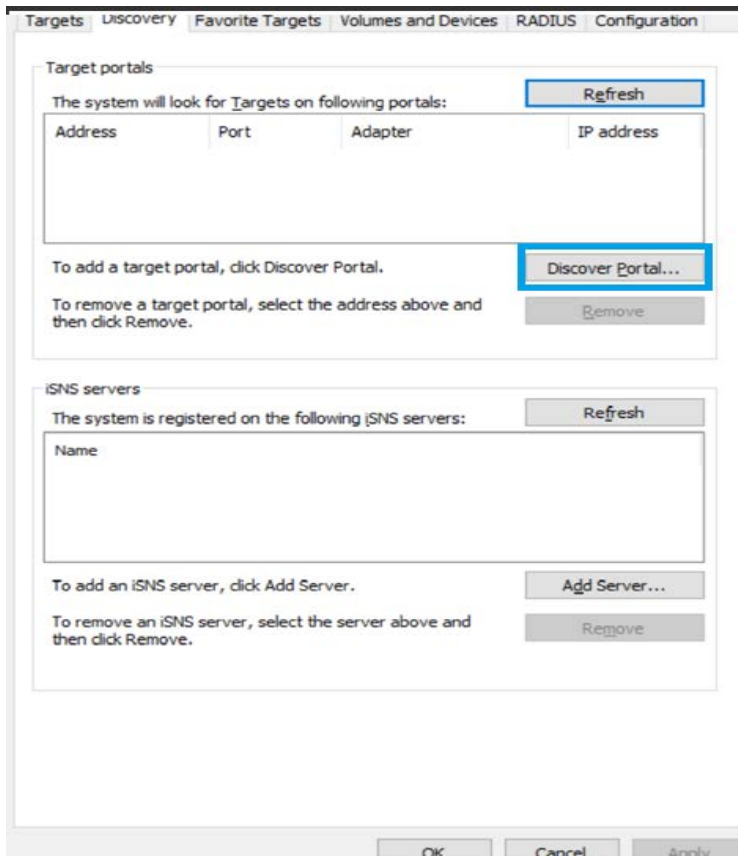 Targets Discovery Favorite Targets Volumes and Devices RADIUS Configuration
Target portals
The system will look for Targets on following portals:
Refresh
Address Port Adapter IP address
To add a target portal, click Discover Portal.
Discover Portal...
To remove a target portal, select the address above and
then click Remove.
Remove
iSNS servers
The system is registered on the following iSNS servers:
Refresh
Name
To add an iSNS server, click Add Server.
Add Server...
To remove an iSNS server, select the server above and
then click Remove.
Remove
OK Cancel Apply